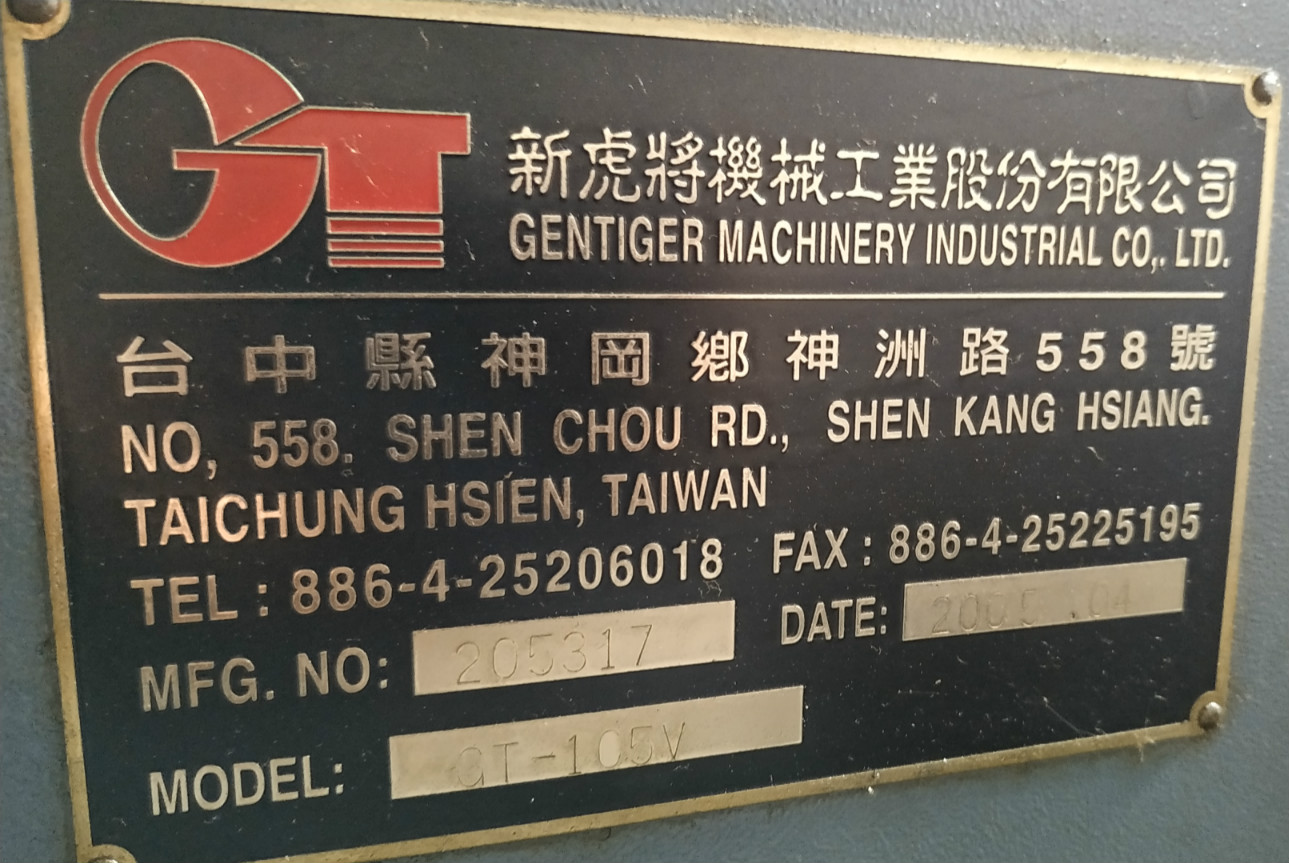 GT
新虎將機械工業股份有限公司
GENTIGER MACHINERY INDUSTRIAL CO,. LTD.
台中縣神岡鄉神洲路558號
NO, 558. SHEN CHOU RD., SHEN KANG HSIANG.
TAICHUNG HSIEN, TAIWAN
TEL : 886-4-25206018 FAX : 886-4-25225195
MFG. NO: 205317 DATE: 2005 .04
MODEL: GT-105V